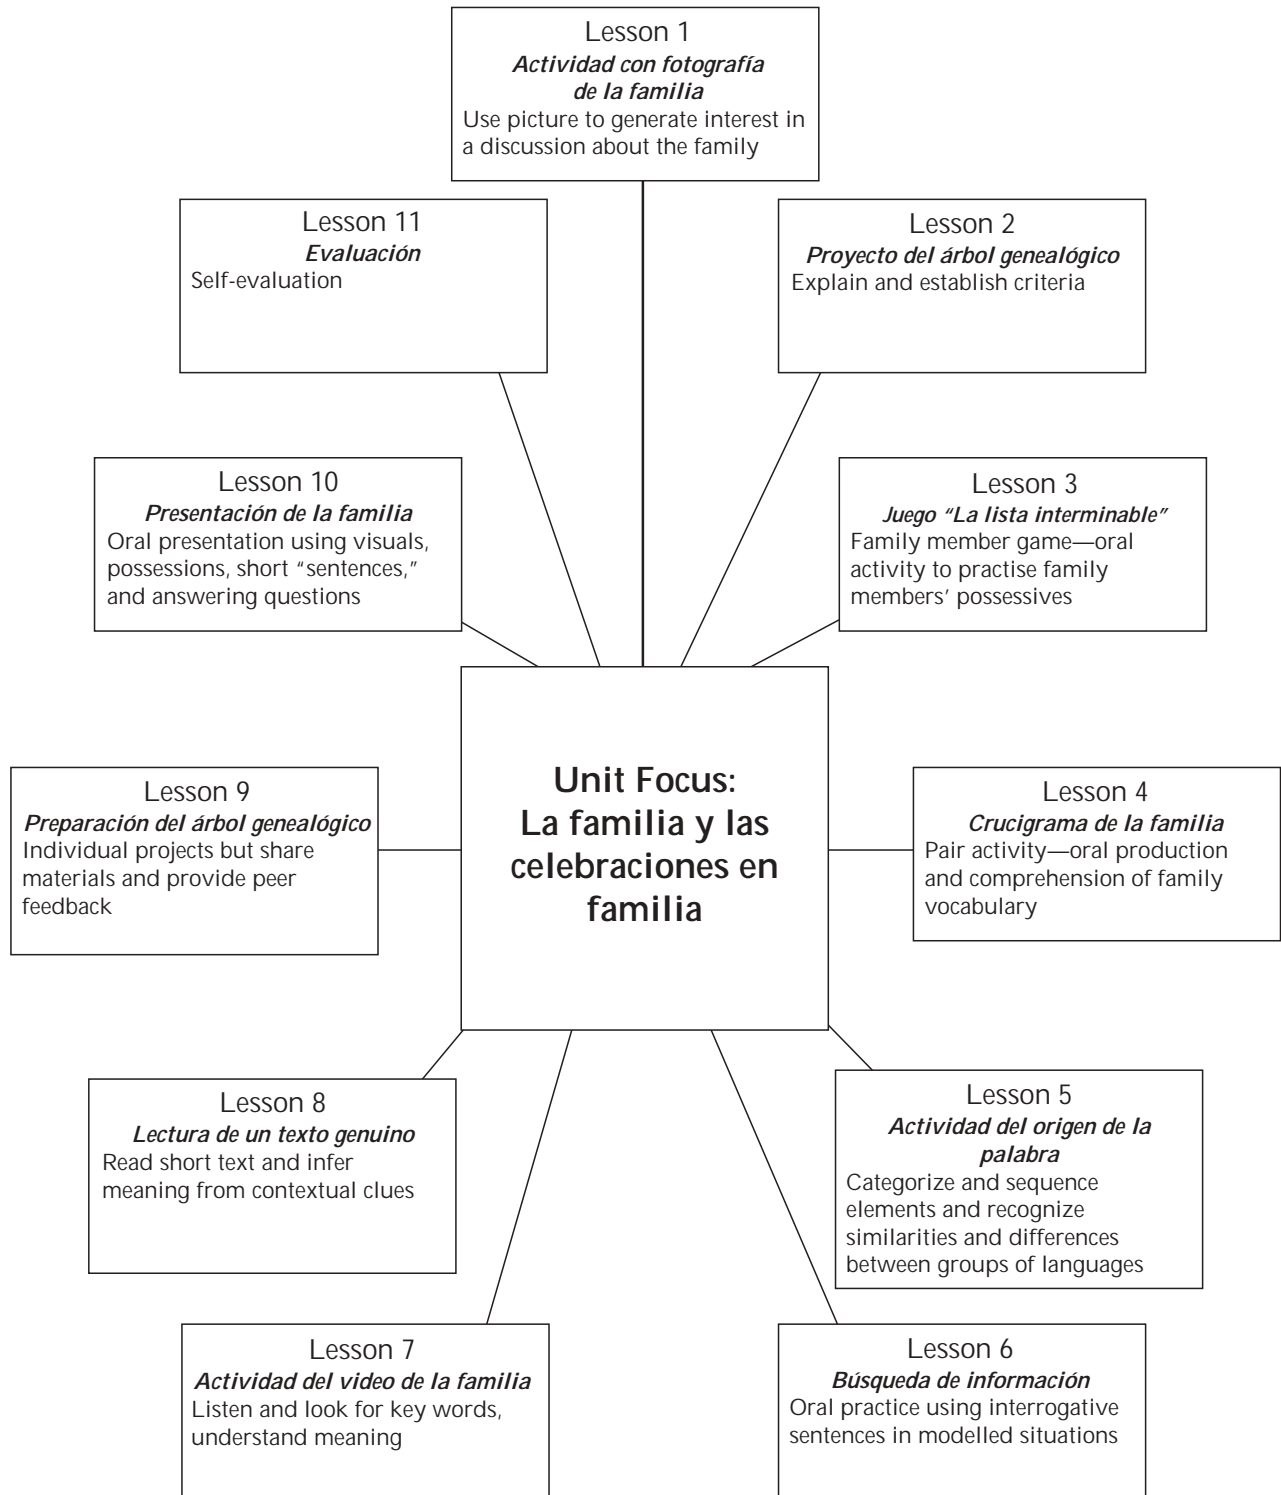 Lesson 1
Actividad con fotografía
de la familia
Use picture to generate interest in
a discussion about the family
Lesson 11
Evaluación
Self-evaluation
Lesson 2
Proyecto del árbol genealógico
Explain and establish criteria
Lesson 10
Presentación de la familia
Oral presentation using visuals,
possessions, short “sentences,”
and answering questions
Lesson 3
Juego “La lista interminable”
Family member game—oral
activity to practise family
members’ possessives
Unit Focus:
La familia y las
celebraciones en
familia
Lesson 9
Preparación del árbol genealógico
Individual projects but share
materials and provide peer
feedback
Lesson 4
Crucigrama de la familia
Pair activity—oral production
and comprehension of family
vocabulary
Lesson 8
Lectura de un texto genuino
Read short text and infer
meaning from contextual clues
Lesson 5
Actividad del origen de la
palabra
Categorize and sequence
elements and recognize
similarities and differences
between groups of languages
Lesson 7
Actividad del video de la familia
Listen and look for key words,
understand meaning
Lesson 6
Búsqueda de información
Oral practice using interrogative
sentences in modelled situations